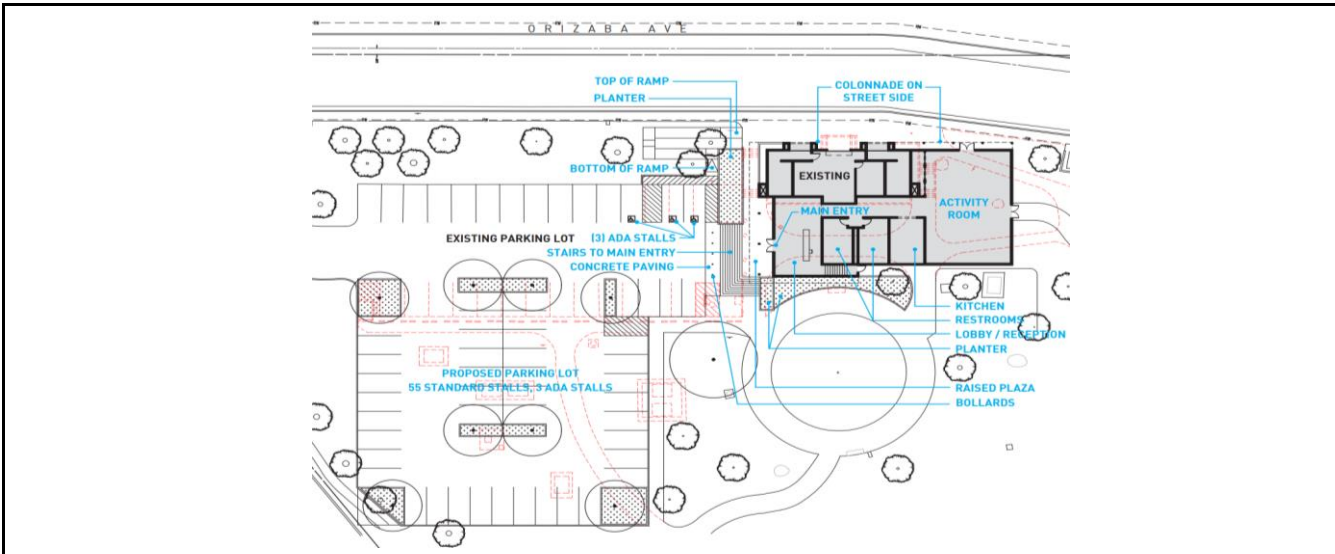 ORIZABA AVE
TOP OF RAMP
PLANTER
COLONNADE ON
STREET SIDE
BOTTOM OF RAMP
EXISTING
ACTIVITY
ROOM
MAIN ENTRY
EXISTING PARKING LOT
(3) ADA STALLS
STAIRS TO MAIN ENTRY
CONCRETE PAVING
KITCHEN
RESTROOMS
LOBBY / RECEPTION
PLANTER
PROPOSED PARKING LOT
55 STANDARD STALLS, 3 ADA STALLS
RAISED PLAZA
BOLLARDS